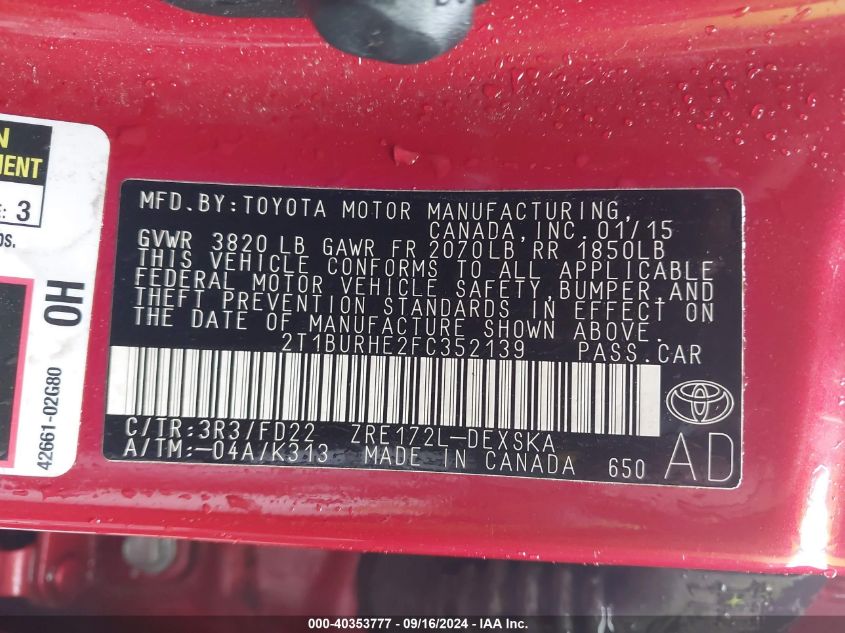 N
MENT
E: 3
OS.
OH
42661-02G80
MFD.BY:TOYOTA MOTOR MANUFACTURING,
CANADA,INC.01/15
GVWR 3820 LB GAWR FR 2070LB RR 1850LB
THIS VEHICLE CONFORMS TO ALL APPLICABLE
FEDERAL MOTOR VEHICLE SAFETY,BUMPER,AND
THEFT PREVENTION STANDARDS IN EFFECT ON
THE DATE OF MANUFACTURE SHOWN ABOVE.
2T1BURHE2FC352139 PASS.CAR
C/TR:3R3/FD22 ZRE172L-DEXSKA
A/TM:-04A/K313 MADE IN CANADA 650
AD
000-40353777 - 09/16/2024 - © IAA Inc.